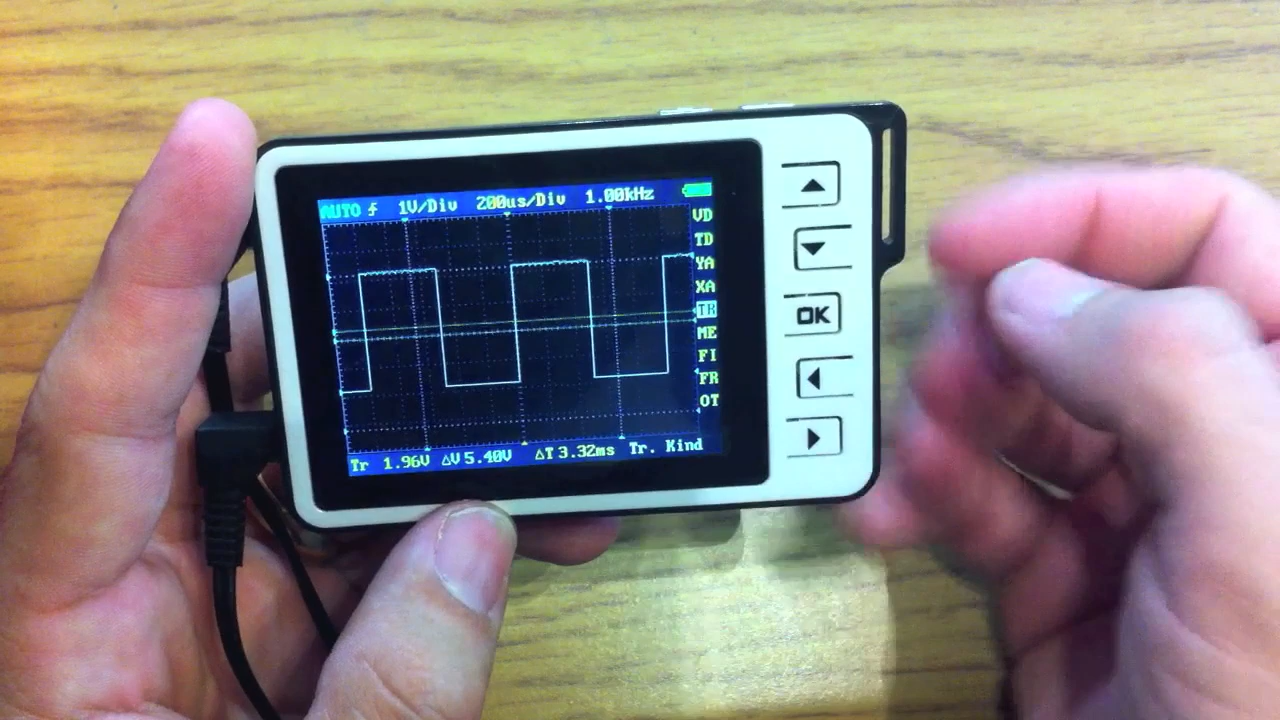 AUTO 1V/Div 200us/Div 1.00kHz
VD
TD
YA
XA
TR
ME
FI
FR
OT
Tr 1.96V ΔV 5.40V ΔT 3.32ms Tr. Kind
OK